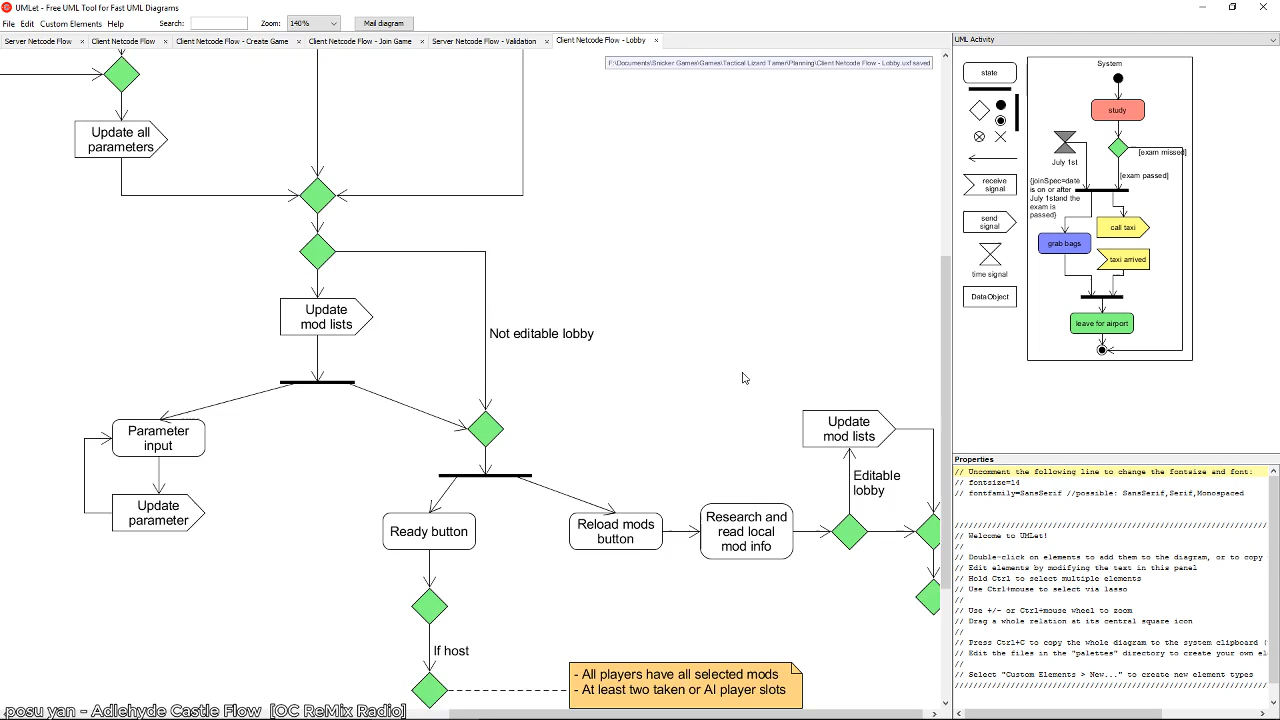 UMLet - Free UML Tool for Fast UML Diagrams
File Edit Custom Elements Help Search: Zoom: 140% Mail diagram
Server Netcode Flow × Client Netcode Flow × Client Netcode Flow - Create Game × Client Netcode Flow - Join Game × Server Netcode Flow - Validation × Client Netcode Flow - Lobby ×
F:\Documents\Snicker Games\Games\Tactical Lizard Tamer\Planning\Client Netcode Flow - Lobby.uxf saved
Update all
parameters
Update
mod lists
Not editable lobby
Parameter
input
Update
parameter
Ready button
Reload mods
button
Research and
read local
mod info
Update
mod lists
Editable
lobby
If host
- All players have all selected mods
- At least two taken or AI player slots
posu yan - Adlehyde Castle Flow [OC ReMix Radio]
UML Activity
state
receive
signal
send
signal
time signal
DataObject
System
study
July 1st
[exam missed]
[exam passed]
{joinSpec=date
is on or after
July 1stand the
exam is
passed}
call taxi
grab bags
taxi arrived
leave for airport
Properties
// Uncomment the following line to change the fontsize and font:
// fontsize=14
// fontfamily=SansSerif //possible: SansSerif,Serif,Monospaced
// Welcome to UMLet!
//
// Double-click on elements to add them to the diagram, or to copy
// Edit elements by modifying the text in this panel
// Hold Ctrl to select multiple elements
// Use Ctrl+mouse to select via lasso
//
// Use +/- or Ctrl+mouse wheel to zoom
// Drag a whole relation at its central square icon
//
// Press Ctrl+C to copy the whole diagram to the system clipboard (
// Edit the files in the "palettes" directory to create your own el
//
// Select "Custom Elements > New..." to create new element types